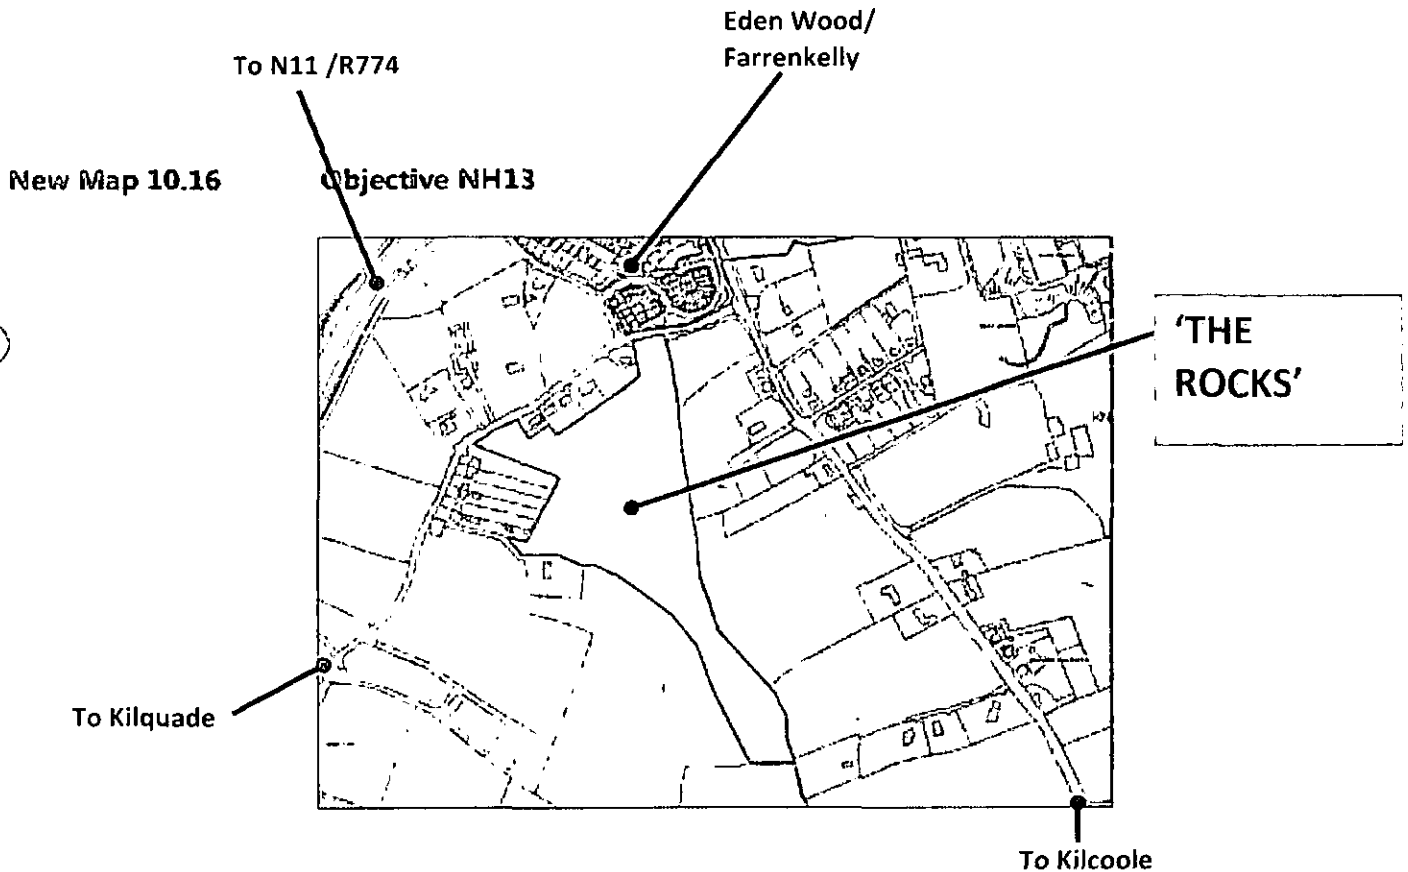 Eden Wood/
Farrenkelly
To N11 /R774
New Map 10.16 Objective NH13
'THE
ROCKS'
To Kilquade
To Kilcoole